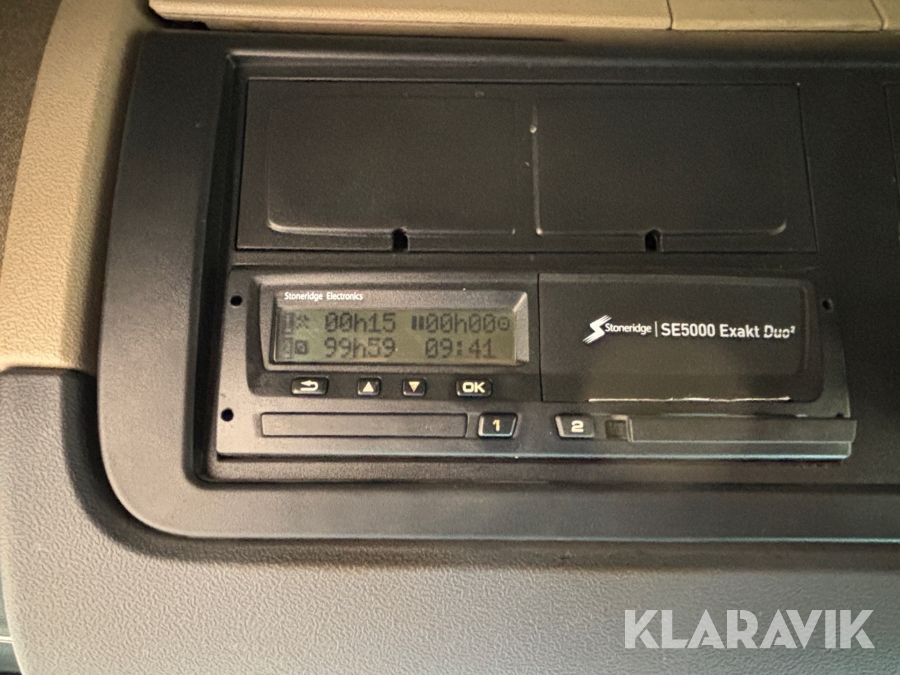 Stoneridge Electronics
00h15 00h00
99h59 09:41
Stoneridge | SE5000 Exakt Duo²
OK
1 2
KLARAVIK